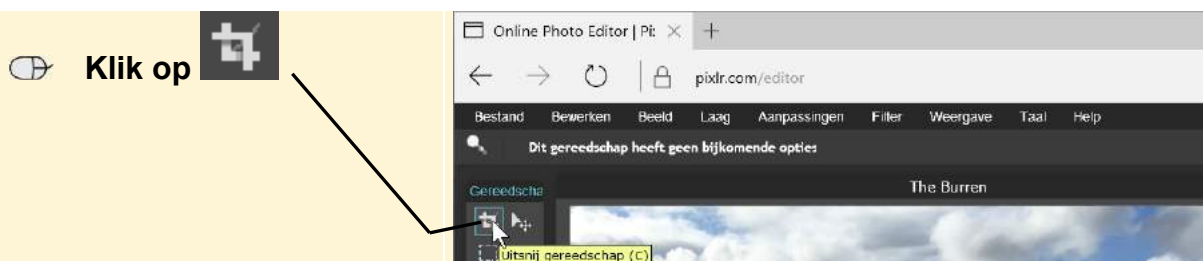 Klik op
Online Photo Editor | Pi:
pixlr.com/editor
Bestand Bewerken Beeld Laag Aanpassingen Filter Weergave Taal Help
Dit gereedschap heeft geen bijkomende opties
Gereedscha
The Burren
Uitsnij gereedschap (C)